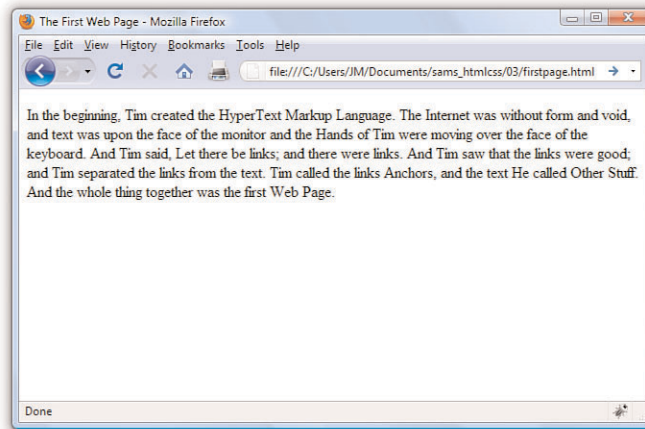 The First Web Page - Mozilla Firefox
File Edit View History Bookmarks Tools Help
file:///C:/Users/JM/Documents/sams_htmlcss/03/firstpage.html
In the beginning, Tim created the HyperText Markup Language. The Internet was without form and void,
and text was upon the face of the monitor and the Hands of Tim were moving over the face of the
keyboard. And Tim said, Let there be links; and there were links. And Tim saw that the links were good;
and Tim separated the links from the text. Tim called the links Anchors, and the text He called Other Stuff.
And the whole thing together was the first Web Page.
Done